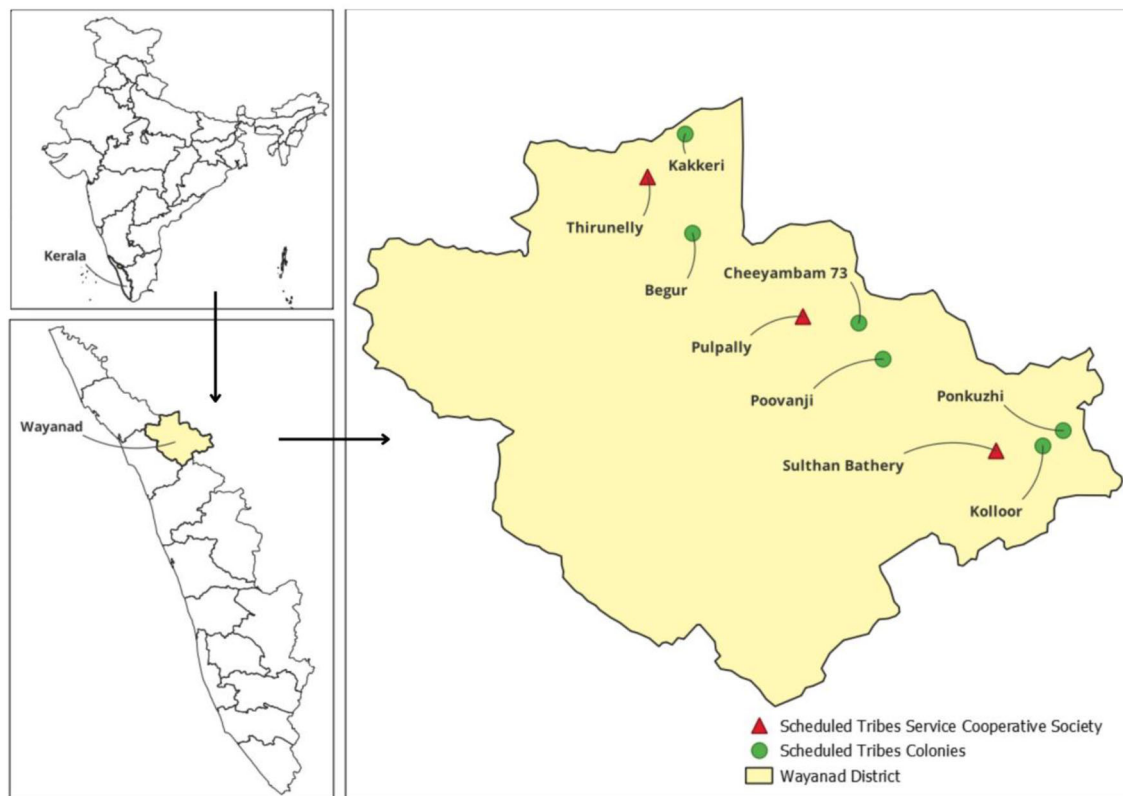 Kerala
Wayanad
Kakkeri
Thirunelly
Begur
Cheeyambam 73
Pulpally
Poovanji
Ponkuzhi
Sulthan Bathery
Kolloor
Scheduled Tribes Service Cooperative Society
Scheduled Tribes Colonies
Wayanad District